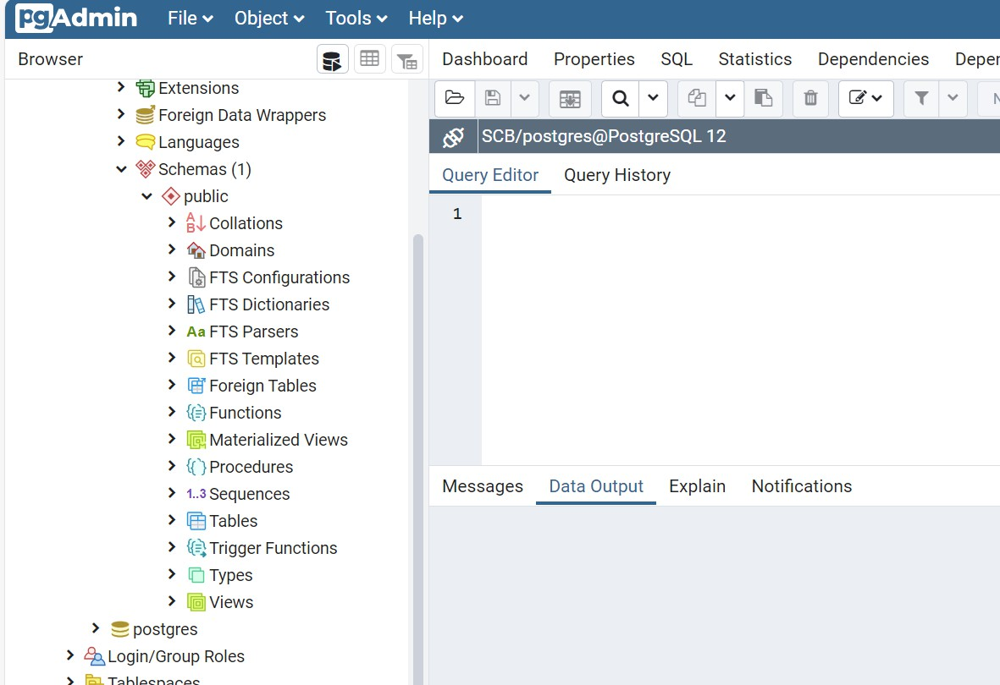 pgAdmin File Object Tools Help
Browser
Dashboard Properties SQL Statistics Dependencies Deper
Extensions
Foreign Data Wrappers
Languages
Schemas (1)
public
A B Collations
Domains
FTS Configurations
FTS Dictionaries
Aa FTS Parsers
FTS Templates
Foreign Tables
Functions
Materialized Views
Procedures
1..3 Sequences
Tables
Trigger Functions
Types
Views
postgres
Login/Group Roles
Tablespaces
N
SCB/postgres@PostgreSQL 12
Query Editor Query History
1
Messages Data Output Explain Notifications